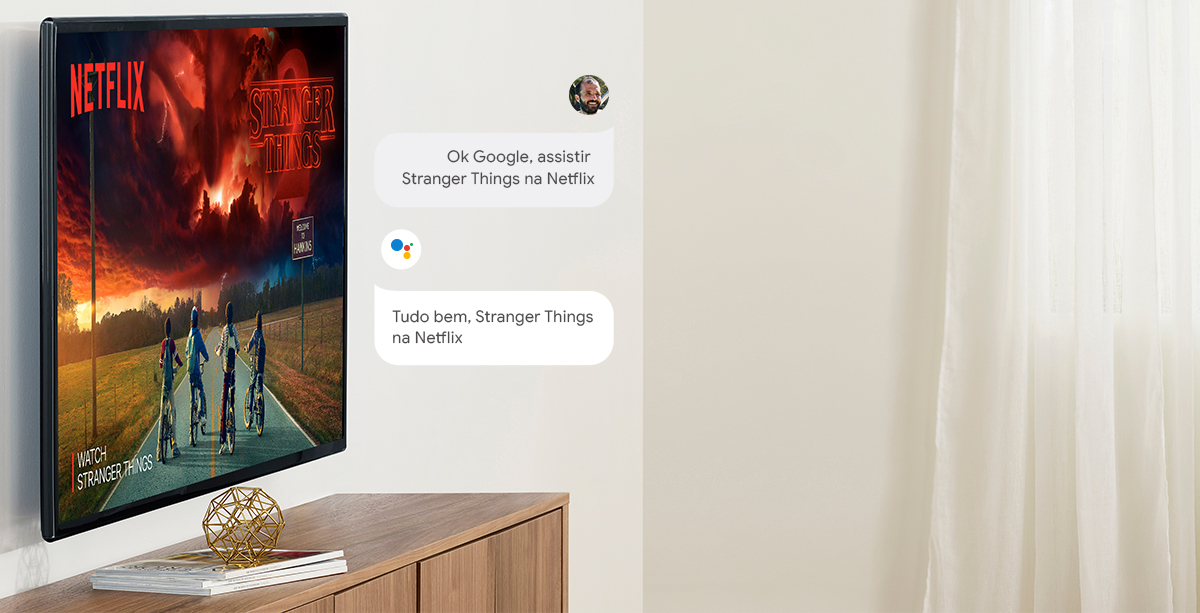 NETFLIX
2
STRANGER
THINGS
WELCOME
TO
HAWKINS
WATCH
STRANGER THINGS
Ok Google, assistir
Stranger Things na Netflix
Tudo bem, Stranger Things
na Netflix